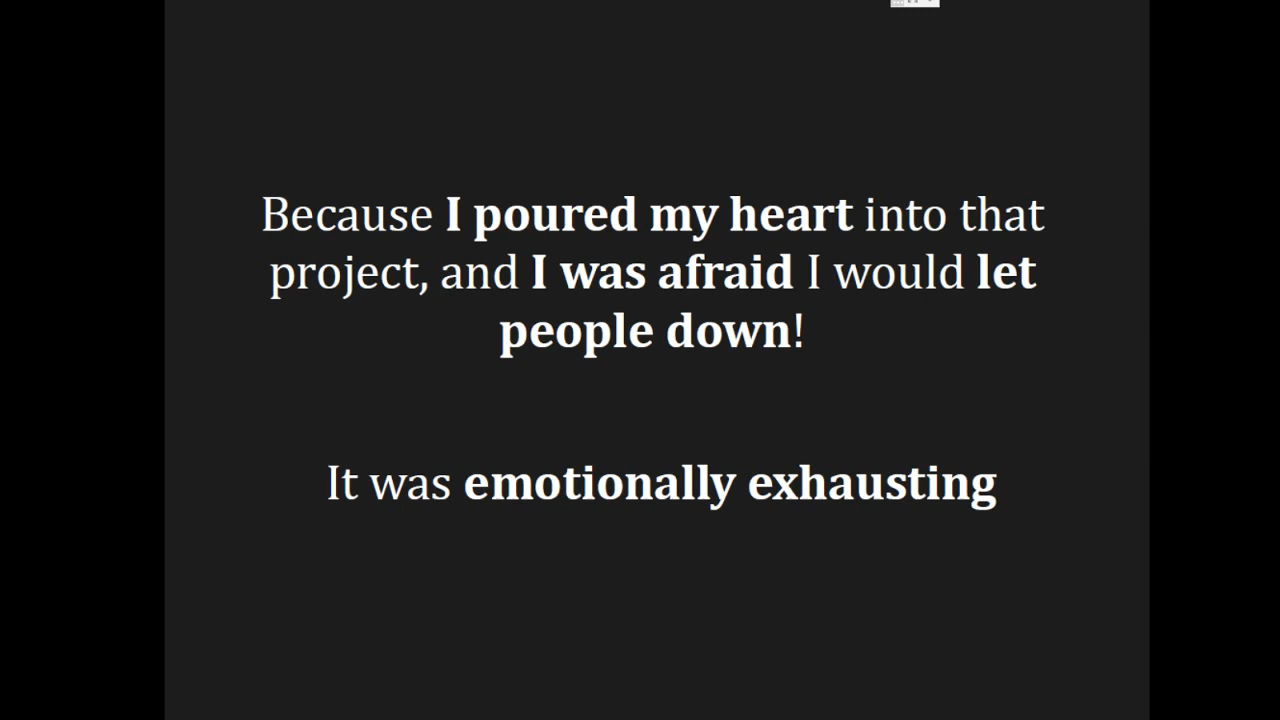 Because I poured my heart into that
project, and I was afraid I would let
people down!
It was emotionally exhausting